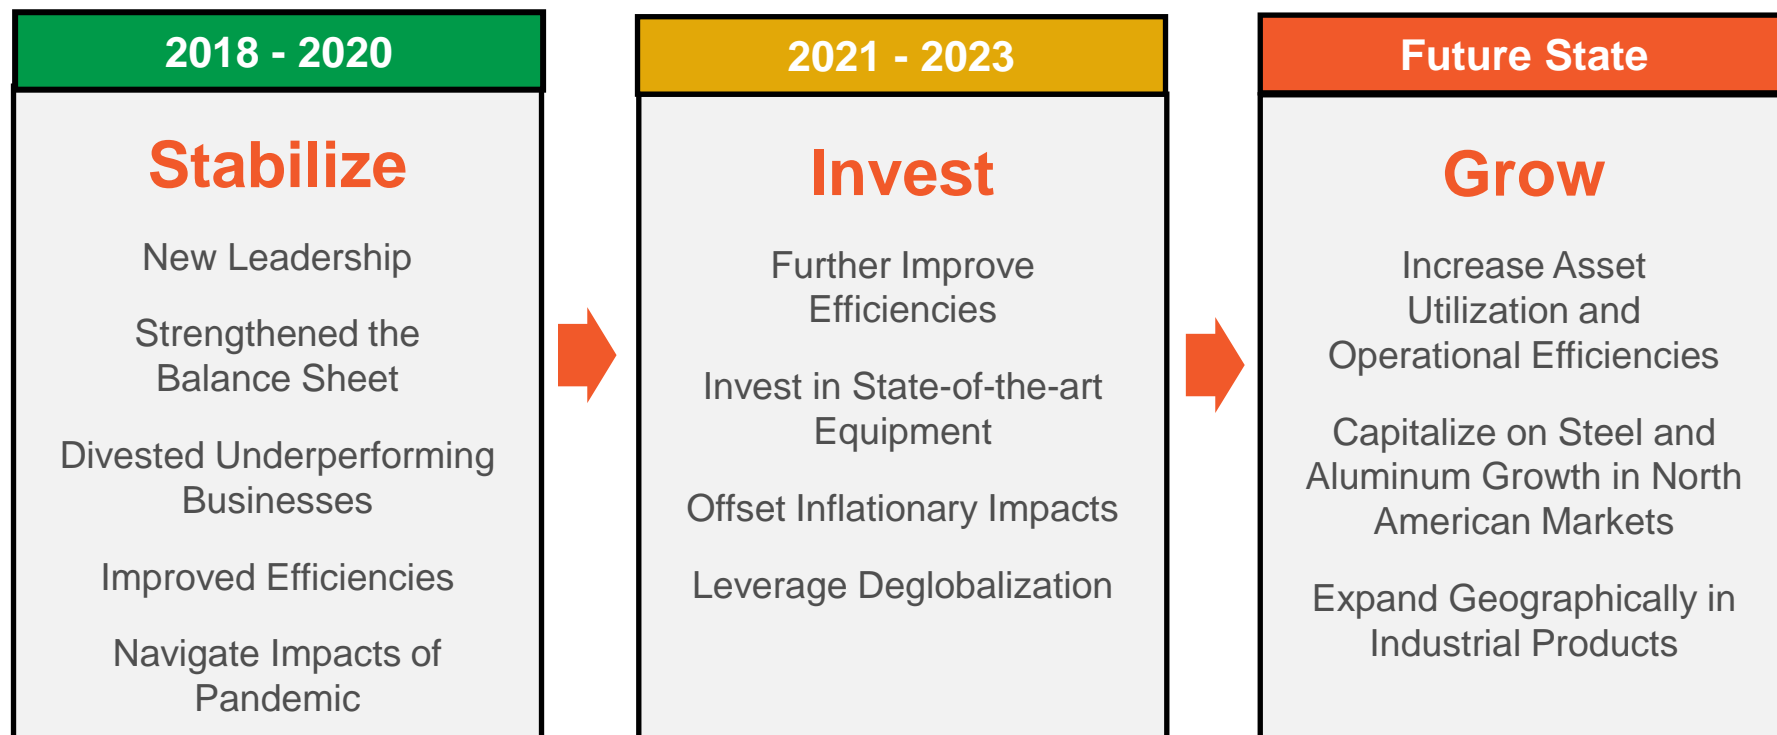 2018 - 2020
Stabilize
New Leadership
Strengthened the
Balance Sheet
Divested Underperforming
Businesses
Improved Efficiencies
Navigate Impacts of
Pandemic
2021 - 2023
Invest
Further Improve
Efficiencies
Invest in State-of-the-art
Equipment
Offset Inflationary Impacts
Leverage Deglobalization
Future State
Grow
Increase Asset
Utilization and
Operational Efficiencies
Capitalize on Steel and
Aluminum Growth in North
American Markets
Expand Geographically in
Industrial Products